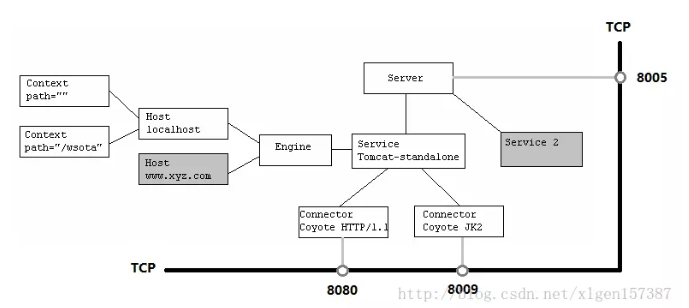 TCP
Server
8005
Context
path=""
Host
localhost
Context
path="/wsota"
Engine
Service
Tomcat-standalone
Service 2
Host
www.xyz.com
Connector
Coyote HTTP/1.1
Connector
Coyote JK2
TCP
8080
8009
http://blog.csdn.net/xlgen157387